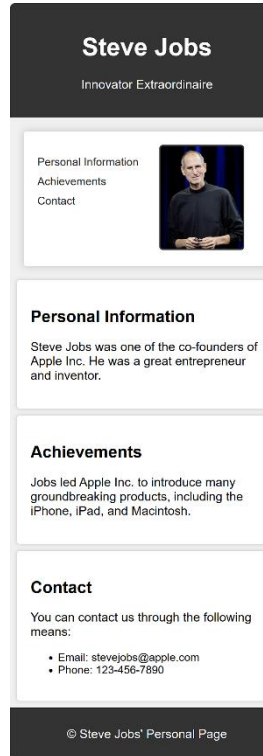 Steve Jobs
Innovator Extraordinaire
Personal Information
Achievements
Contact
Personal Information
Steve Jobs was one of the co-founders of
Apple Inc. He was a great entrepreneur
and inventor.
Achievements
Jobs led Apple Inc. to introduce many
groundbreaking products, including the
iPhone, iPad, and Macintosh.
Contact
You can contact us through the following
means:
• Email: stevejobs@apple.com
• Phone: 123-456-7890
© Steve Jobs' Personal Page